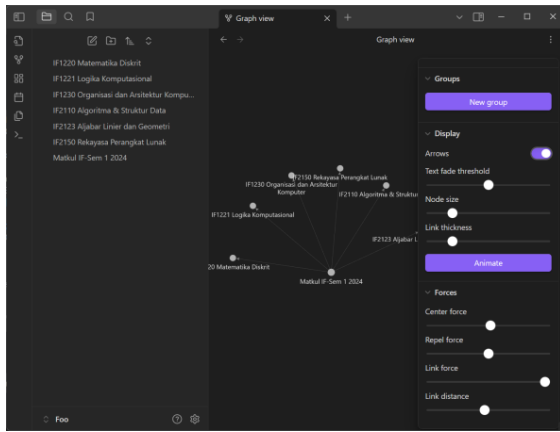 Graph view
Graph view
IF1220 Matematika Diskrit
IF1221 Logika Komputasional
IF1230 Organisasi dan Arsitektur Kompu...
IF2110 Algoritma & Struktur Data
IF2123 Aljabar Linier dan Geometri
IF2150 Rekayasa Perangkat Lunak
Matkul IF-Sem 1 2024
Foo
IF2150 Rekayasa Perangkat Lunak
IF1230 Organisasi dan Arsitektur
Komputer
IF2110 Algoritma & Struktur
IF1221 Logika Komputasional
IF2123 Aljabar L
20 Matematika Diskrit
Matkul IF-Sem 1 2024
Groups
New group
Display
Arrows
Text fade threshold
Node size
Link thickness
Animate
Forces
Center force
Repel force
Link force
Link distance